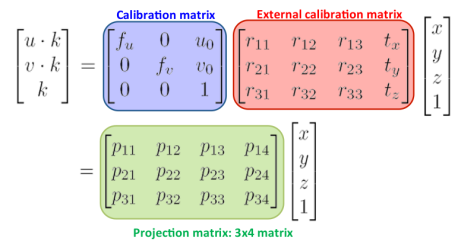 Calibration matrix External calibration matrix
[u · k] [f_u 0 u_0] [r_11 r_12 r_13 t_x] [x]
[v · k] = [0 f_v v_0] [r_21 r_22 r_23 t_y] [y]
[k] [0 0 1] [r_31 r_32 r_33 t_z] [z]
[1]
[p_11 p_12 p_13 p_14] [x]
= [p_21 p_22 p_23 p_24] [y]
[p_31 p_32 p_33 p_34] [z]
[1]
Projection matrix: 3x4 matrix